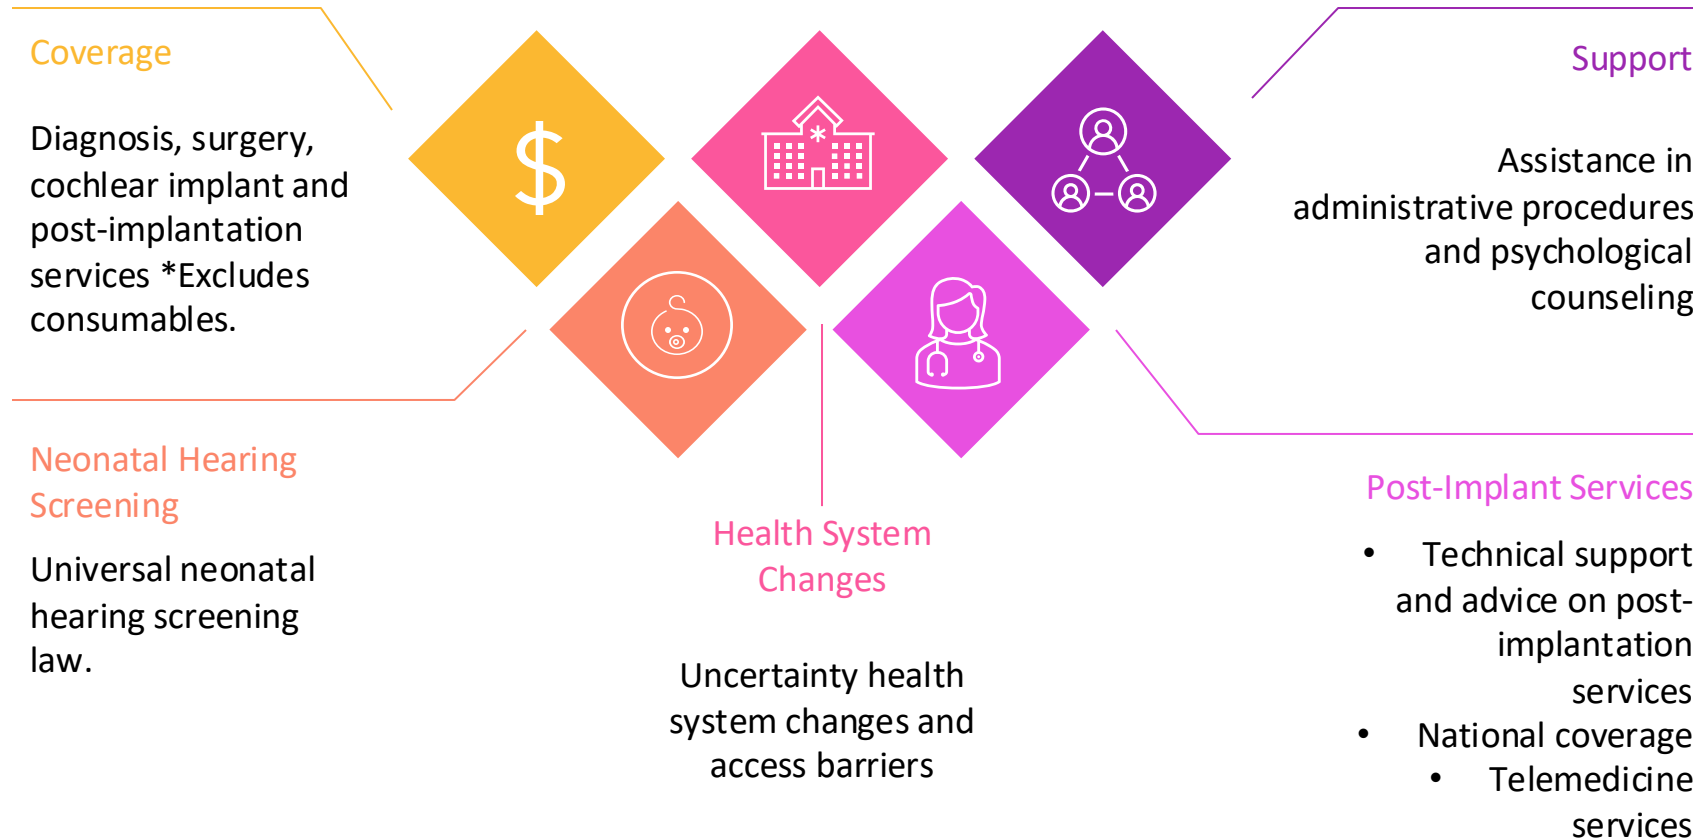 Coverage
Diagnosis, surgery,
cochlear implant and
post-implantation
services *Excludes
consumables.
$
Support
Assistance in
administrative procedures
and psychological
counseling
Neonatal Hearing
Screening
Universal neonatal
hearing screening
law.
Health System
Changes
Uncertainty health
system changes and
access barriers
Post-Implant Services
• Technical support
and advice on post-
implantation
services
• National coverage
• Telemedicine
services